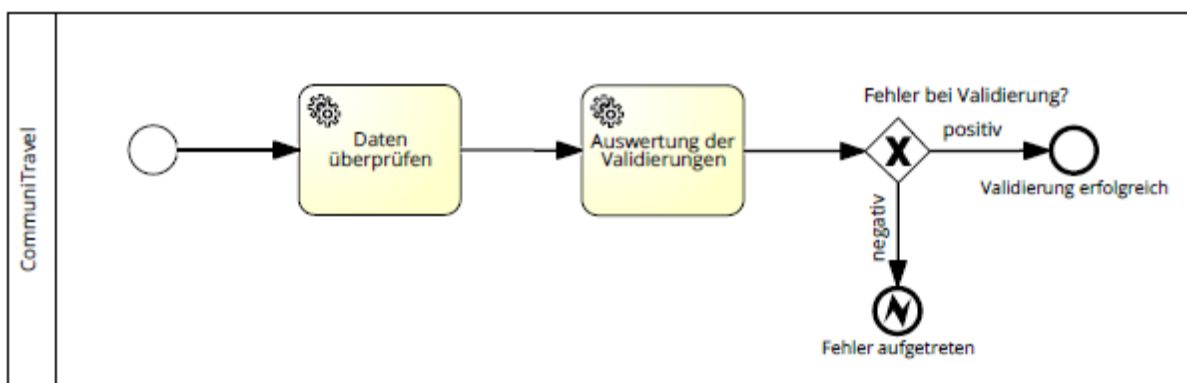 CommuniTravel
Daten
überprüfen
Auswertung der
Validierungen
Fehler bei Validierung?
positiv
Validierung erfolgreich
negativ
Fehler aufgetreten